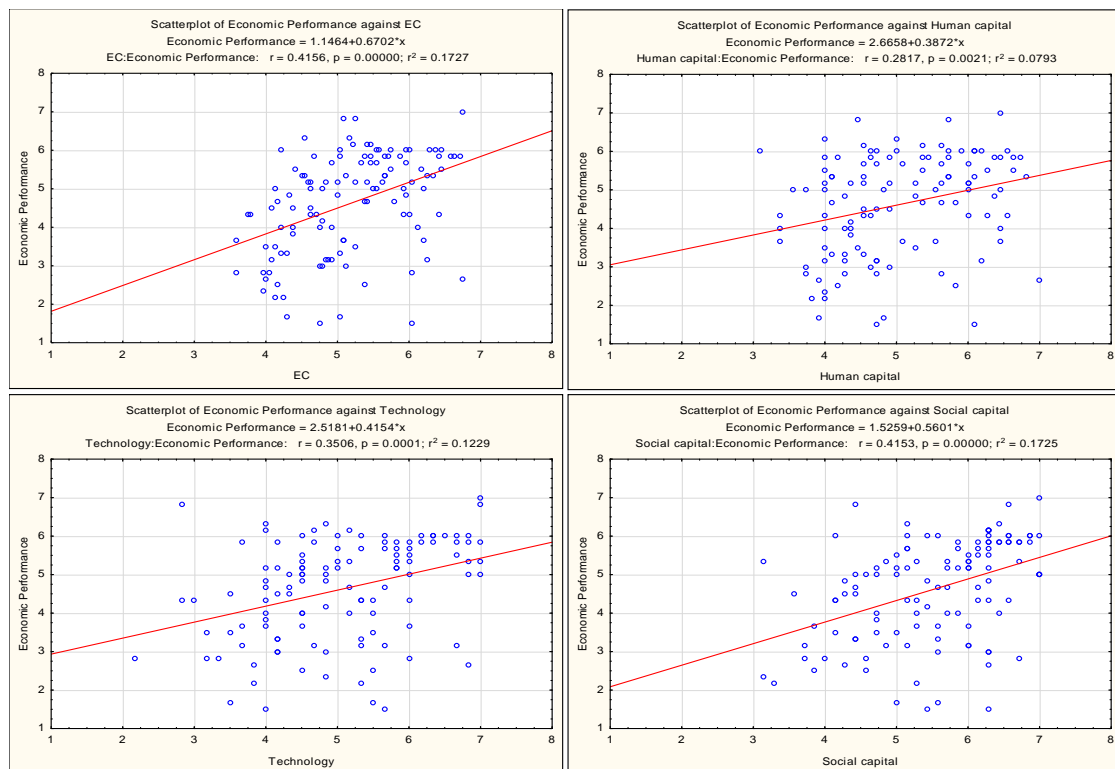 Scatterplot of Economic Performance against EC
Economic Performance = 1.1464+0.6702*x
EC:Economic Performance: r = 0.4156, p = 0.00000; r² = 0.1727
8
7
6
5
4
3
2
1
Economic Performance
1 2 3 4 5 6 7 8
EC
Scatterplot of Economic Performance against Human capital
Economic Performance = 2.6658+0.3872*x
Human capital:Economic Performance: r = 0.2817, p = 0.0021; r² = 0.0793
8
7
6
5
4
3
2
1
Economic Performance
1 2 3 4 5 6 7 8
Human capital
Scatterplot of Economic Performance against Technology
Economic Performance = 2.5181+0.4154*x
Technology:Economic Performance: r = 0.3506, p = 0.0001; r² = 0.1229
8
7
6
5
4
3
2
1
Economic Performance
1 2 3 4 5 6 7 8
Technology
Scatterplot of Economic Performance against Social capital
Economic Performance = 1.5259+0.5601*x
Social capital:Economic Performance: r = 0.4153, p = 0.00000; r² = 0.1725
8
7
6
5
4
3
2
1
Economic Performance
1 2 3 4 5 6 7 8
Social capital